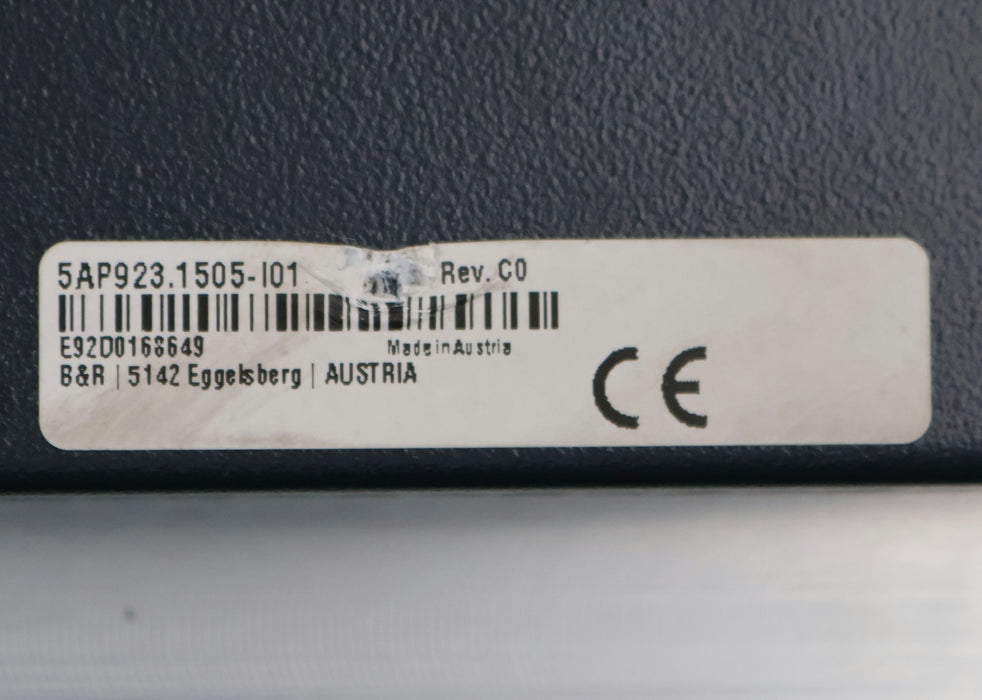 5AP923.1505-I01 Rev. C0
E92D0168649 Made in Austria
B&R | 5142 Eggelsberg | AUSTRIA
CE